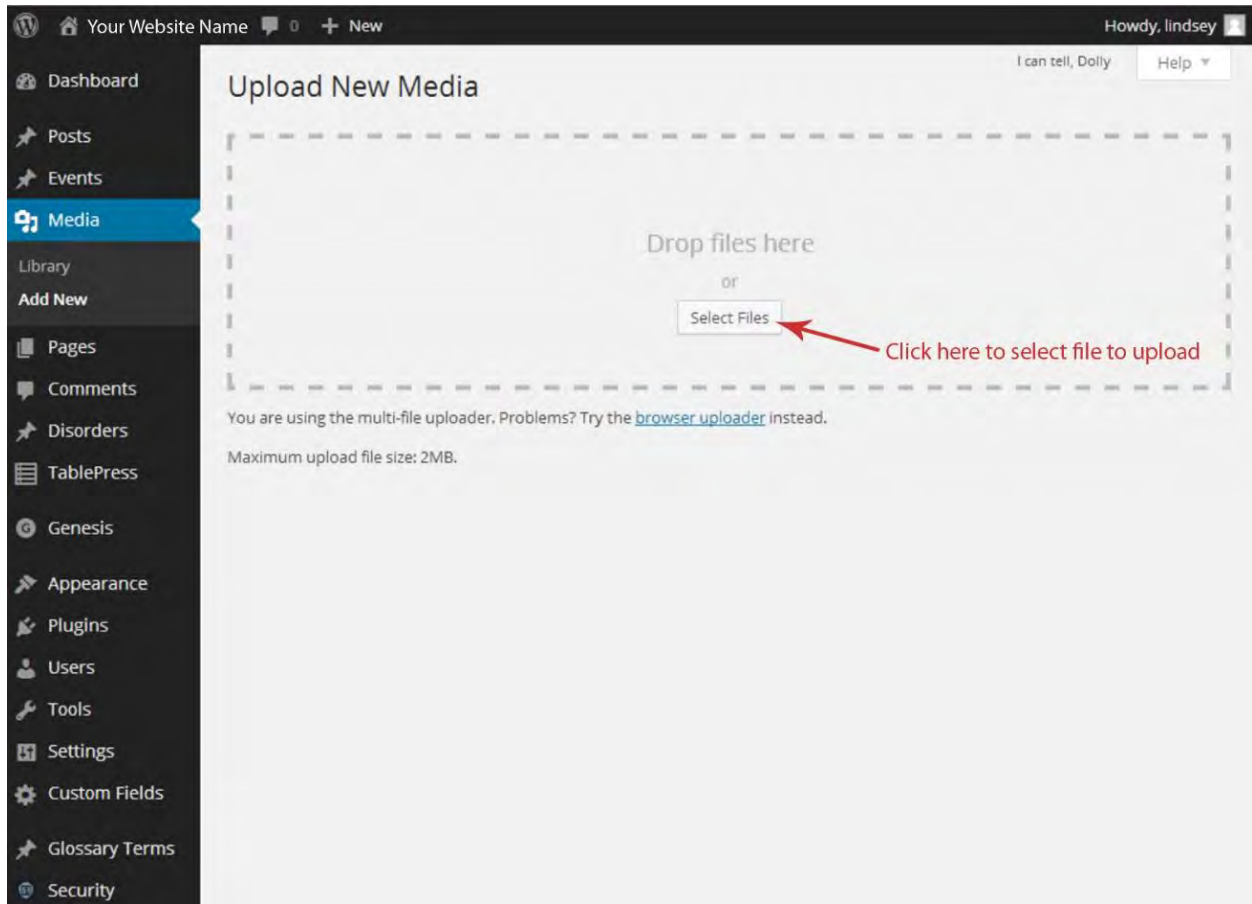 Your Website Name 0 + New Howdy, lindsey
I can tell, Dolly Help
Dashboard
Posts
Events
Media
Library
Add New
Pages
Comments
Disorders
TablePress
Genesis
Appearance
Plugins
Users
Tools
Settings
Custom Fields
Glossary Terms
Security
Upload New Media
Drop files here
or
Select Files
Click here to select file to upload
You are using the multi-file uploader. Problems? Try the browser uploader instead.
Maximum upload file size: 2MB.